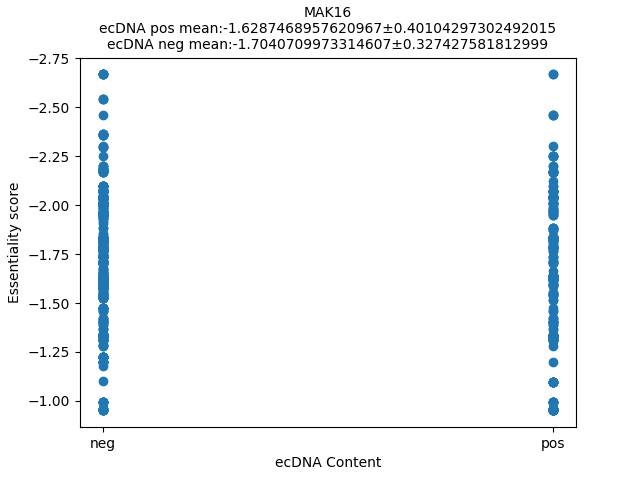 MAK16
ecDNA pos mean:-1.6287468957620967±0.40104297302492015
ecDNA neg mean:-1.7040709973314607±0.327427581812999
−2.75
−2.50
−2.25
−2.00
−1.75
−1.50
−1.25
−1.00
Essentiality score
neg
pos
ecDNA Content